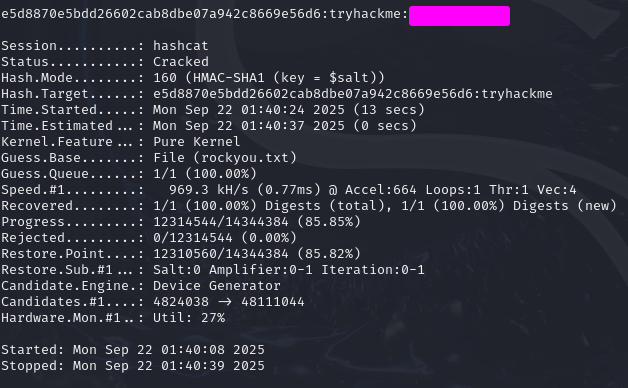 e5d8870e5bdd26602cab8dbe07a942c8669e56d6:tryhackme:
Session..........: hashcat
Status...........: Cracked
Hash.Mode........: 160 (HMAC-SHA1 (key = $salt))
Hash.Target......: e5d8870e5bdd26602cab8dbe07a942c8669e56d6:tryhackme
Time.Started.....: Mon Sep 22 01:40:24 2025 (13 secs)
Time.Estimated...: Mon Sep 22 01:40:37 2025 (0 secs)
Kernel.Feature...: Pure Kernel
Guess.Base.......: File (rockyou.txt)
Guess.Queue......: 1/1 (100.00%)
Speed.#1.........:   969.3 kH/s (0.77ms) @ Accel:664 Loops:1 Thr:1 Vec:4
Recovered........: 1/1 (100.00%) Digests (total), 1/1 (100.00%) Digests (new)
Progress.........: 12314544/14344384 (85.85%)
Rejected.........: 0/12314544 (0.00%)
Restore.Point....: 12310560/14344384 (85.82%)
Restore.Sub.#1...: Salt:0 Amplifier:0-1 Iteration:0-1
Candidate.Engine.: Device Generator
Candidates.#1....: 4824038 -> 48111044
Hardware.Mon.#1..: Util: 27%
Started: Mon Sep 22 01:40:08 2025
Stopped: Mon Sep 22 01:40:39 2025